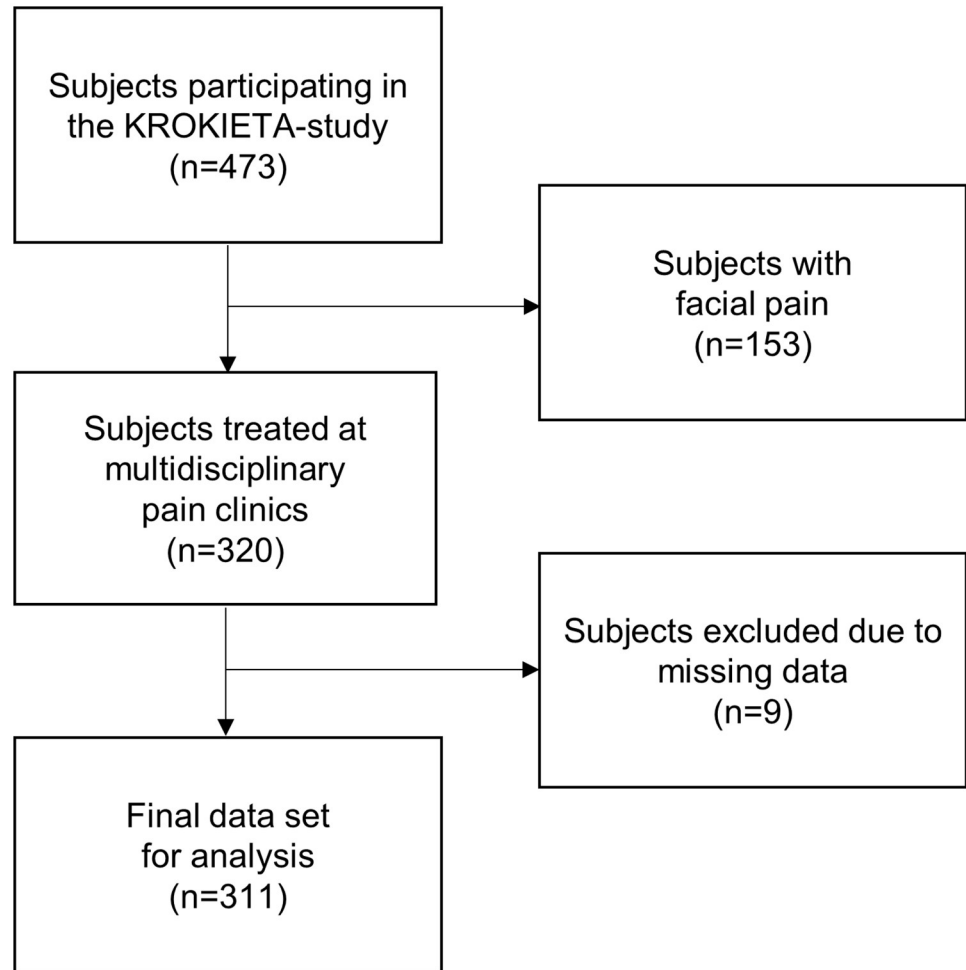 Subjects participating in
the KROKIETA-study
(n=473)
Subjects with
facial pain
(n=153)
Subjects treated at
multidisciplinary
pain clinics
(n=320)
Subjects excluded due to
missing data
(n=9)
Final data set
for analysis
(n=311)